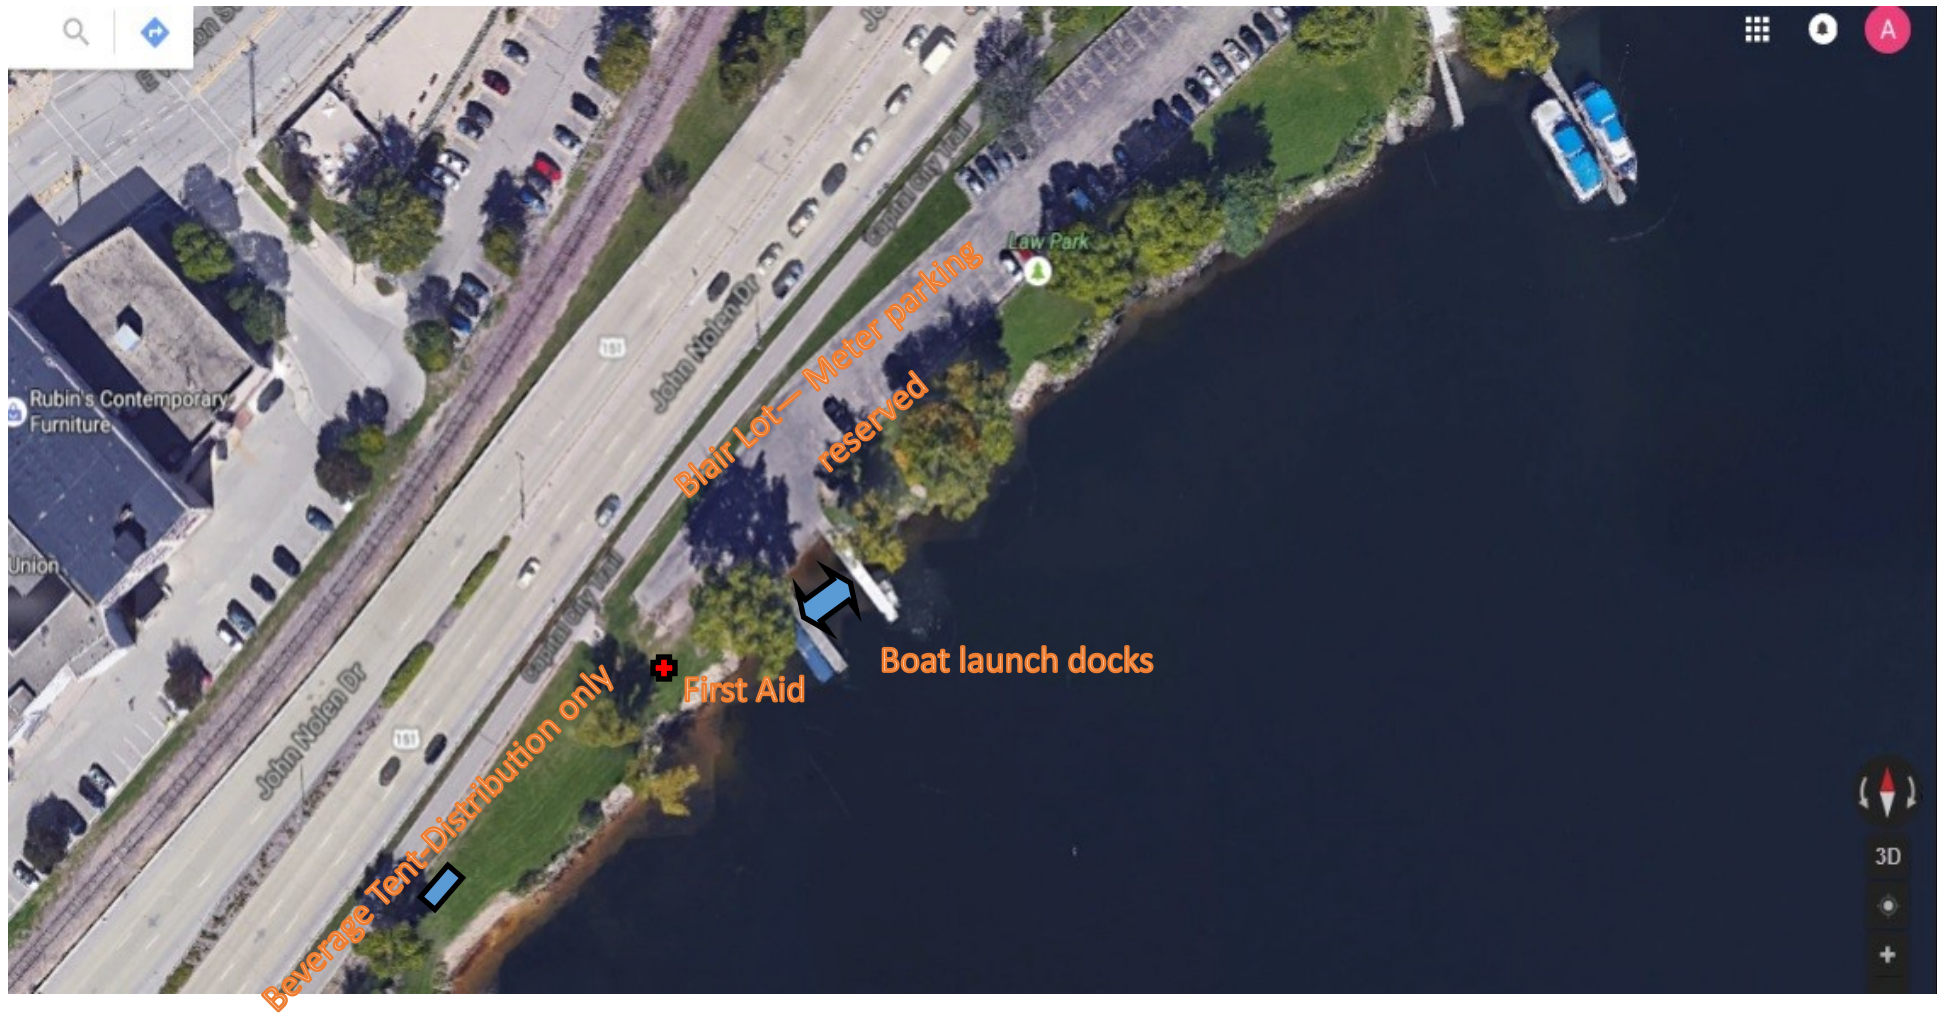 A
Law Park
Capital City Trail
Blair Lot— Meter parking
reserved
151
John Nolen Dr
Rubin's Contemporary
Furniture
Union
Capital City Trail
Boat launch docks
First Aid
Beverage Tent-Distribution only
John Nolen Dr
151
3D